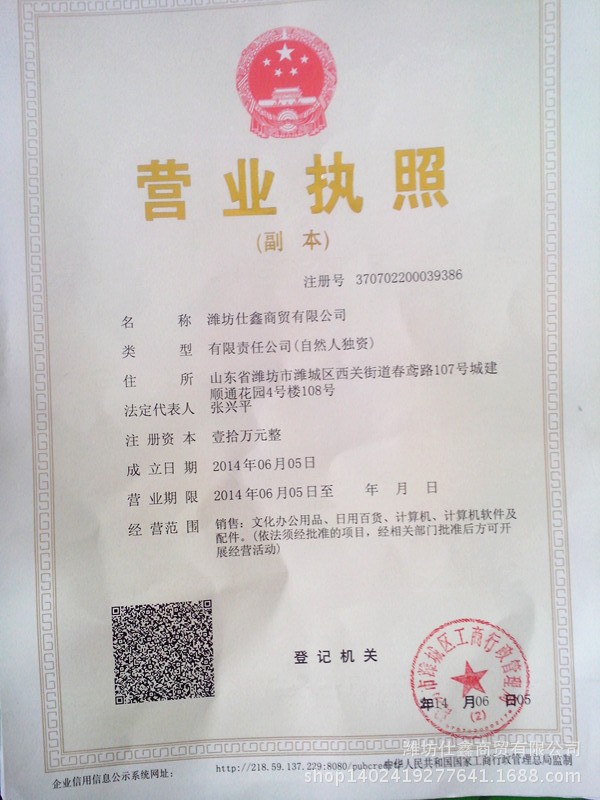 营业执照
(副 本)
注册号 370702200039386
名 称 潍坊仕鑫商贸有限公司
类 型 有限责任公司(自然人独资)
住 所 山东省潍坊市潍城区西关街道春鸢路107号城建
顺通花园4号楼108号
法定代表人 张兴平
注册资本 壹拾万元整
成立日期 2014年06月05日
营业期限 2014年06月05日至 年 月 日
经营范围 销售：文化办公用品、日用百货、计算机、计算机软件及
配件。(依法须经批准的项目，经相关部门批准后方可开
展经营活动)
登记机关
市潍城区工商行政管理
年14 月06 日05
(2)
潍坊仕鑫商贸有限公司
企业信用信息公示系统网址：
http://218.59.137.229:8080/pubcre
中华人民共和国国家工商行政管理总局监制
shop1402419277641.1688.com